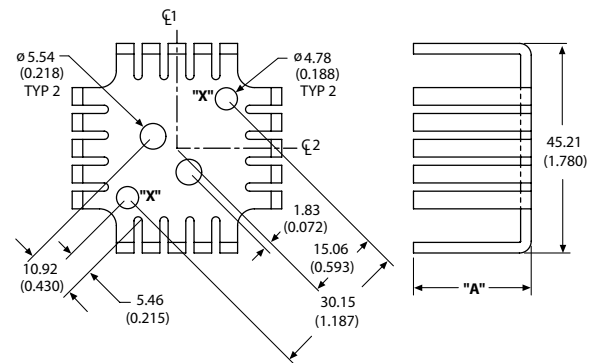 ℄1
ø 5.54
(0.218)
TYP 2
ø 4.78
(0.188)
TYP 2
"X"
℄2
45.21
(1.780)
"X"
1.83
(0.072)
15.06
(0.593)
10.92
(0.430)
5.46
(0.215)
30.15
(1.187)
"A"